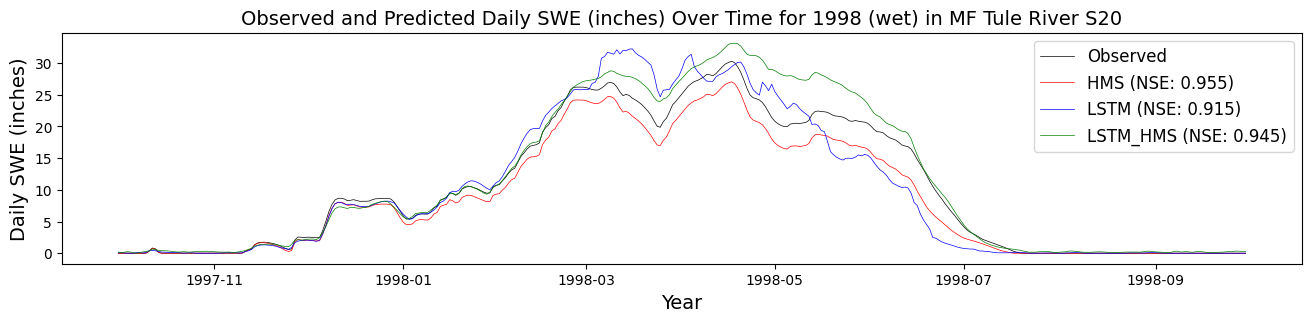 Observed and Predicted Daily SWE (inches) Over Time for 1998 (wet) in MF Tule River S20
Daily SWE (inches)
30
25
20
15
10
5
0
Observed
HMS (NSE: 0.955)
LSTM (NSE: 0.915)
LSTM_HMS (NSE: 0.945)
1997-11
1998-01
1998-03
1998-05
1998-07
1998-09
Year